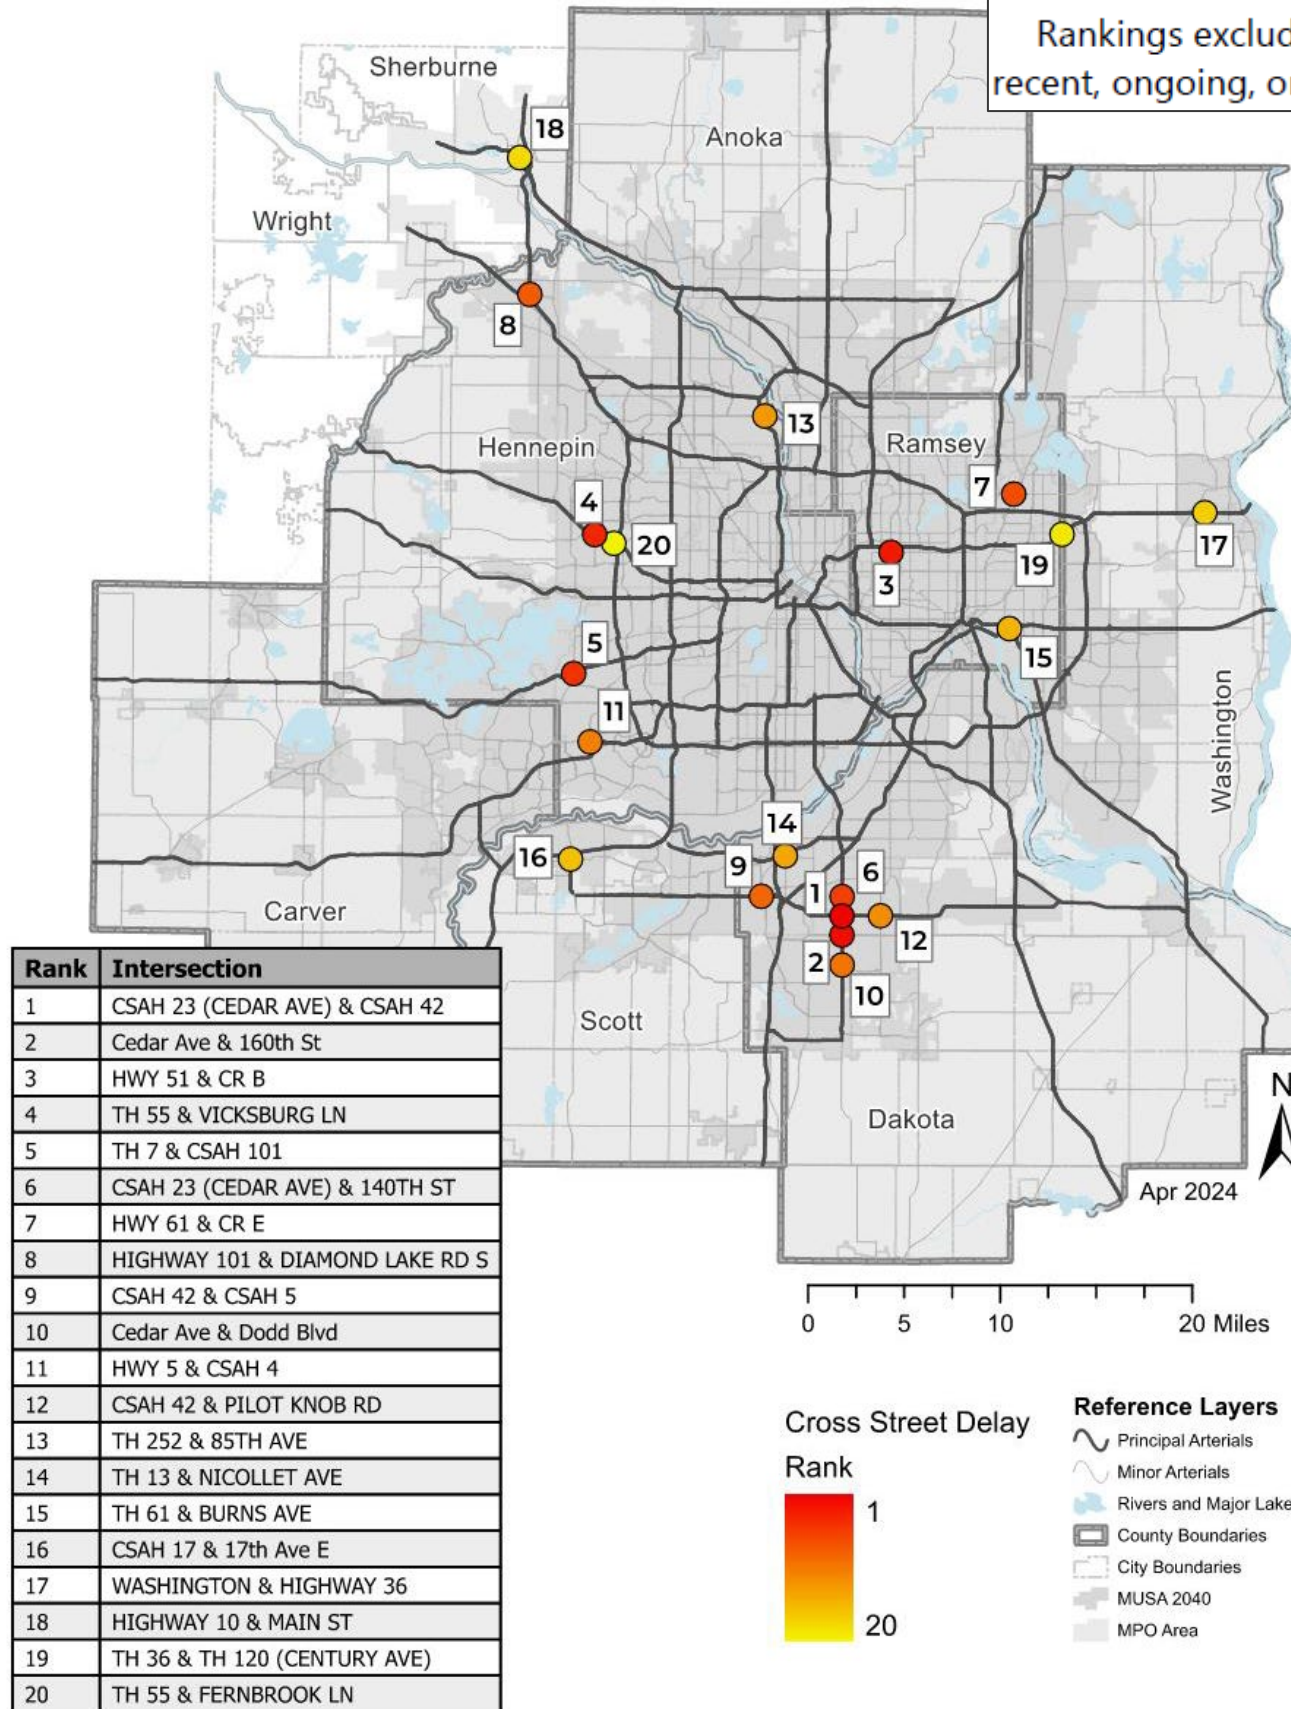 Rankings exclud
recent, ongoing, or
Sherburne
18
Anoka
Wright
8
13
Hennepin
Ramsey
7
4
20
17
19
3
5
15
11
Washington
14
16
9
6
1
Carver
12
2
10
Scott
Dakota
N
Apr 2024
Rank Intersection
1 CSAH 23 (CEDAR AVE) & CSAH 42
2 Cedar Ave & 160th St
3 HWY 51 & CR B
4 TH 55 & VICKSBURG LN
5 TH 7 & CSAH 101
6 CSAH 23 (CEDAR AVE) & 140TH ST
7 HWY 61 & CR E
8 HIGHWAY 101 & DIAMOND LAKE RD S
9 CSAH 42 & CSAH 5
10 Cedar Ave & Dodd Blvd
11 HWY 5 & CSAH 4
12 CSAH 42 & PILOT KNOB RD
13 TH 252 & 85TH AVE
14 TH 13 & NICOLLET AVE
15 TH 61 & BURNS AVE
16 CSAH 17 & 17th Ave E
17 WASHINGTON & HIGHWAY 36
18 HIGHWAY 10 & MAIN ST
19 TH 36 & TH 120 (CENTURY AVE)
20 TH 55 & FERNBROOK LN
0 5 10 20 Miles
Cross Street Delay
Rank
1
20
Reference Layers
Principal Arterials
Minor Arterials
Rivers and Major Lake
County Boundaries
City Boundaries
MUSA 2040
MPO Area